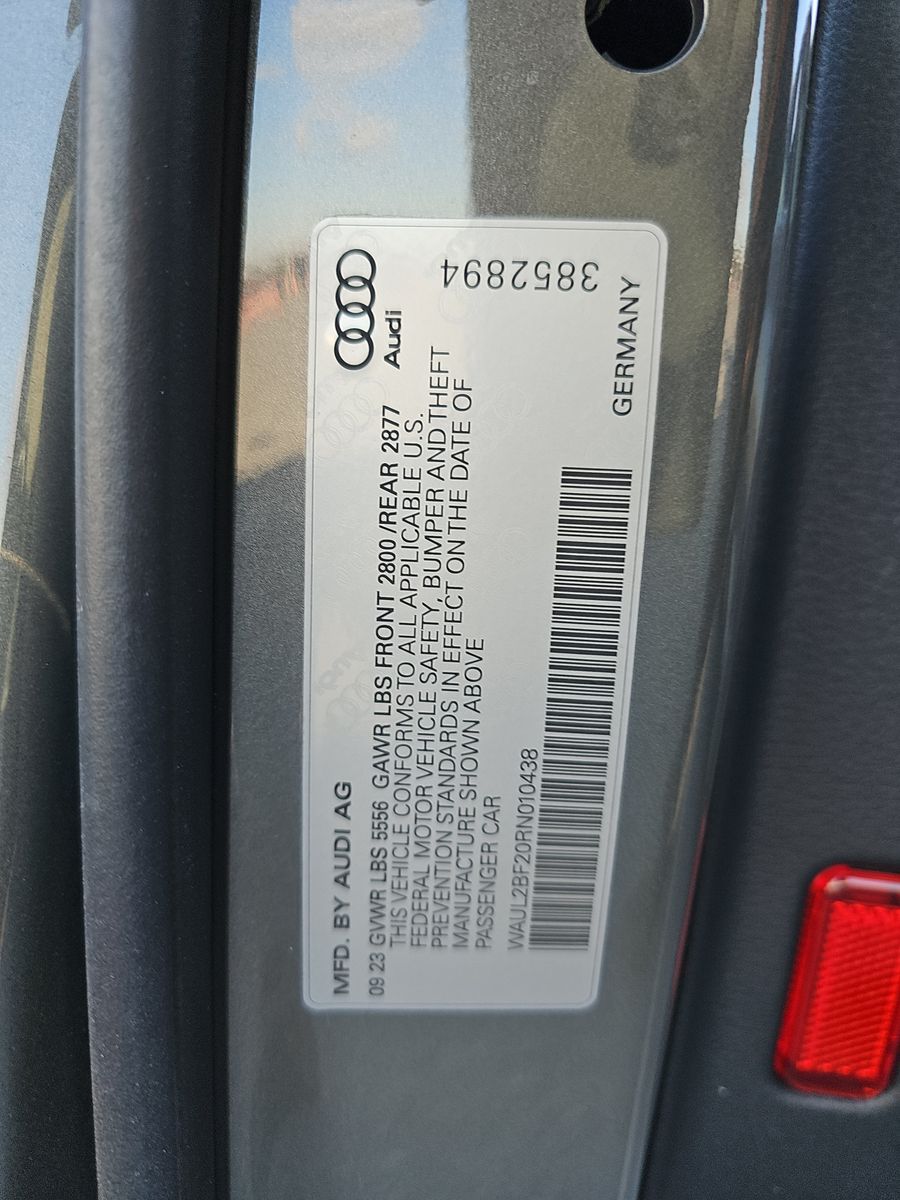 MFD. BY AUDI AG
Audi
09 23 GVWR LBS 5556 GAWR LBS FRONT 2800 /REAR 2877
THIS VEHICLE CONFORMS TO ALL APPLICABLE U.S.
FEDERAL MOTOR VEHICLE SAFETY, BUMPER AND THEFT
PREVENTION STANDARDS IN EFFECT ON THE DATE OF
MANUFACTURE SHOWN ABOVE
PASSENGER CAR
3852894
WAUL2BF20RN010438
GERMANY